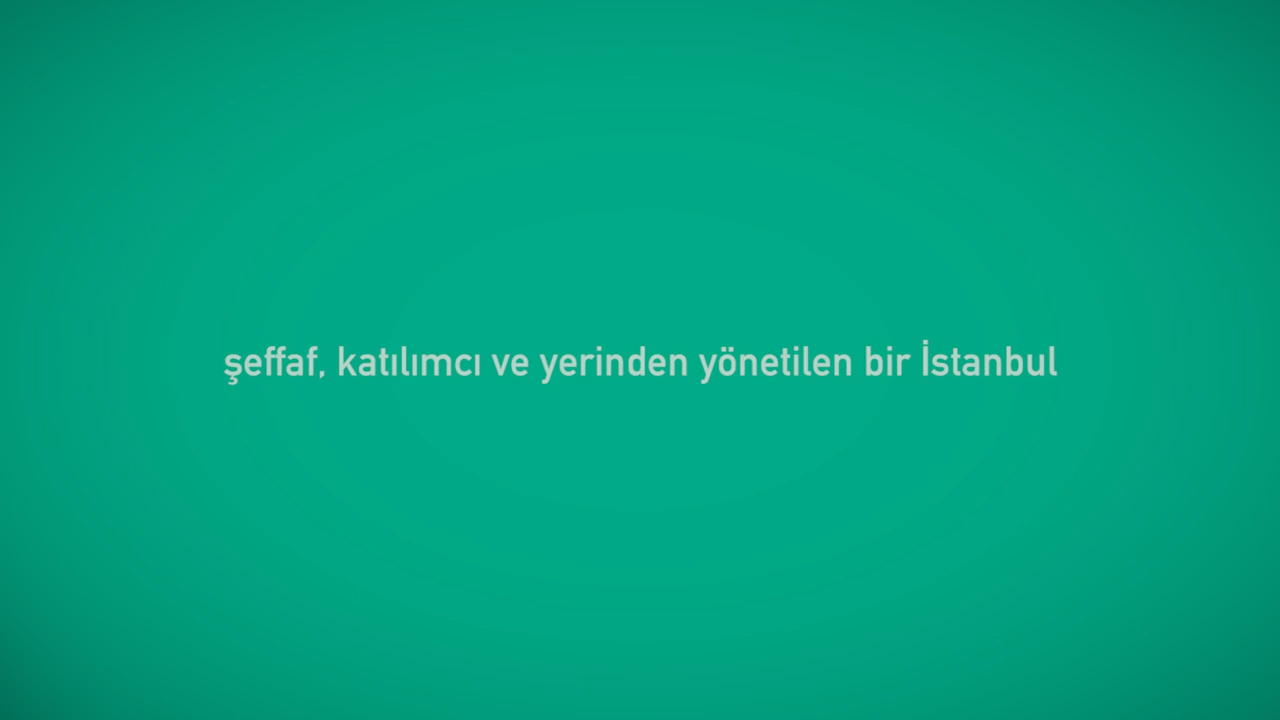 şeffaf, katılımcı ve yerinden yönetilen bir İstanbul